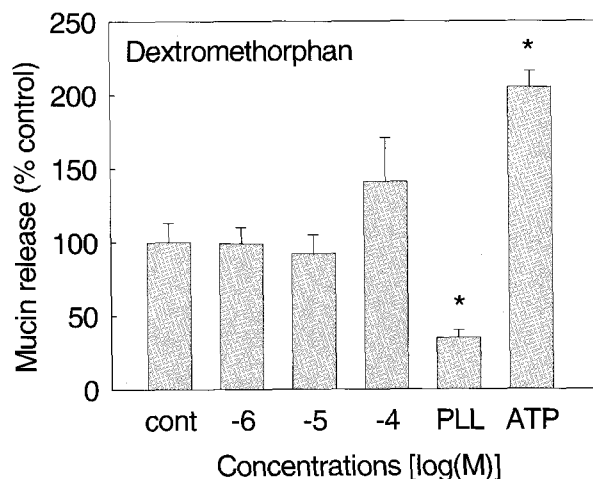 250
Dextromethorphan
*
200
150
100
50
*
0
Mucin release (% control)
cont -6 -5 -4 PLL ATP
Concentrations [log(M)]